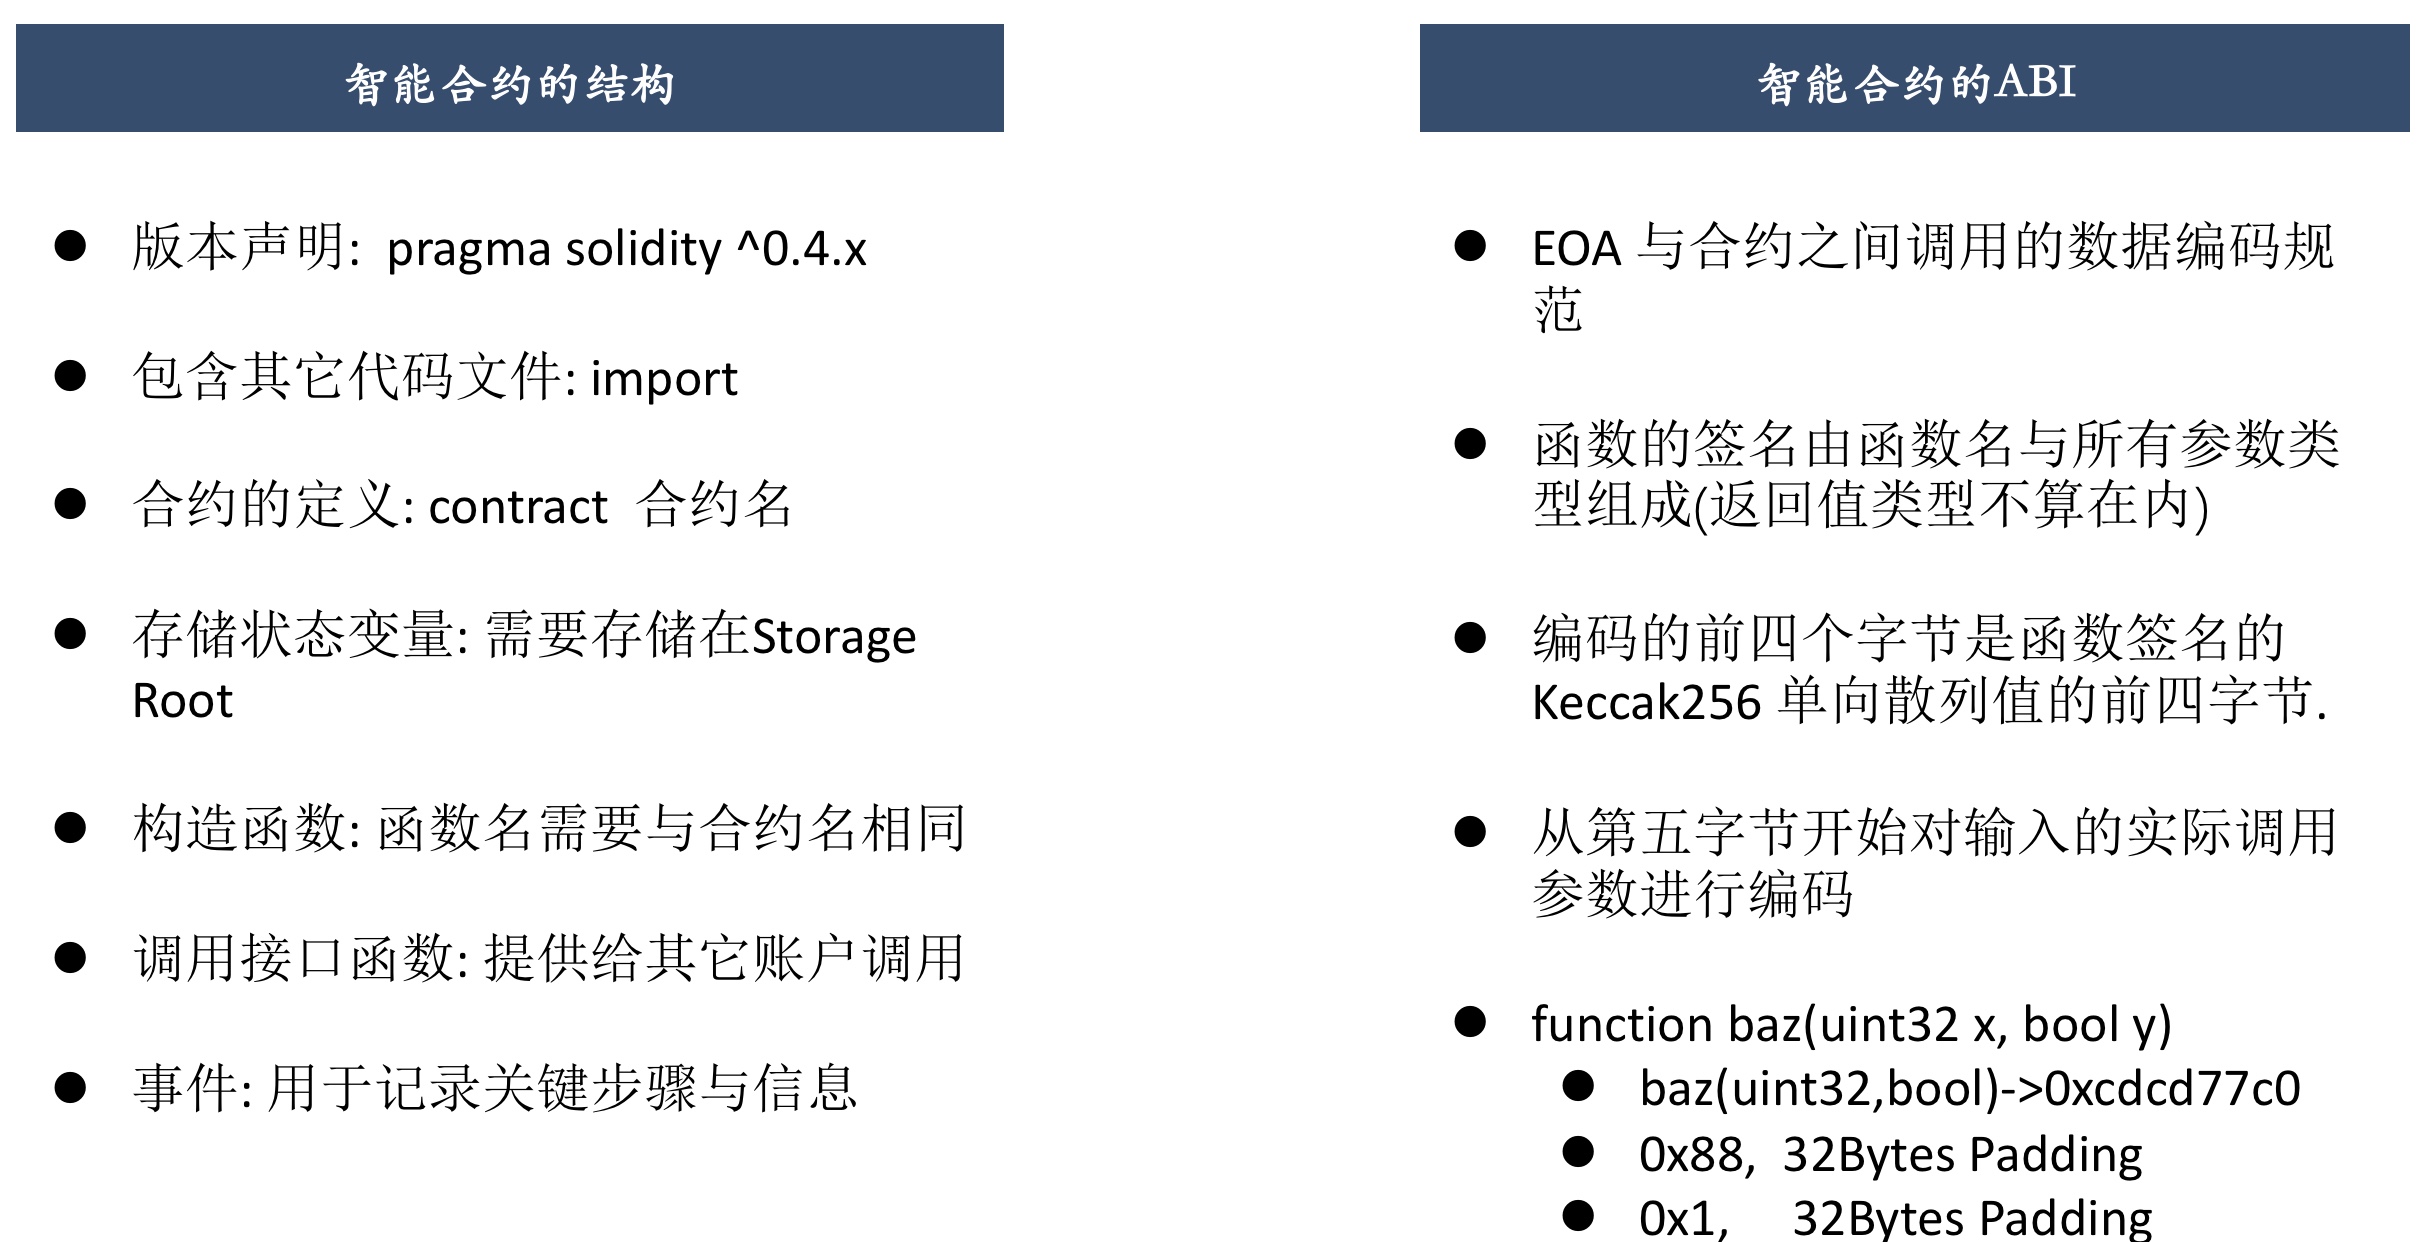 智能合约的结构
版本声明: pragma solidity ^0.4.x
包含其它代码文件: import
合约的定义: contract 合约名
存储状态变量: 需要存储在Storage
Root
构造函数: 函数名需要与合约名相同
调用接口函数: 提供给其它账户调用
事件: 用于记录关键步骤与信息
智能合约的ABI
EOA 与合约之间调用的数据编码规
范
函数的签名由函数名与所有参数类
型组成(返回值类型不算在内)
编码的前四个字节是函数签名的
Keccak256 单向散列值的前四字节.
从第五字节开始对输入的实际调用
参数进行编码
function baz(uint32 x, bool y)
baz(uint32,bool)->0xcdcd77c0
0x88, 32Bytes Padding
0x1, 32Bytes Padding